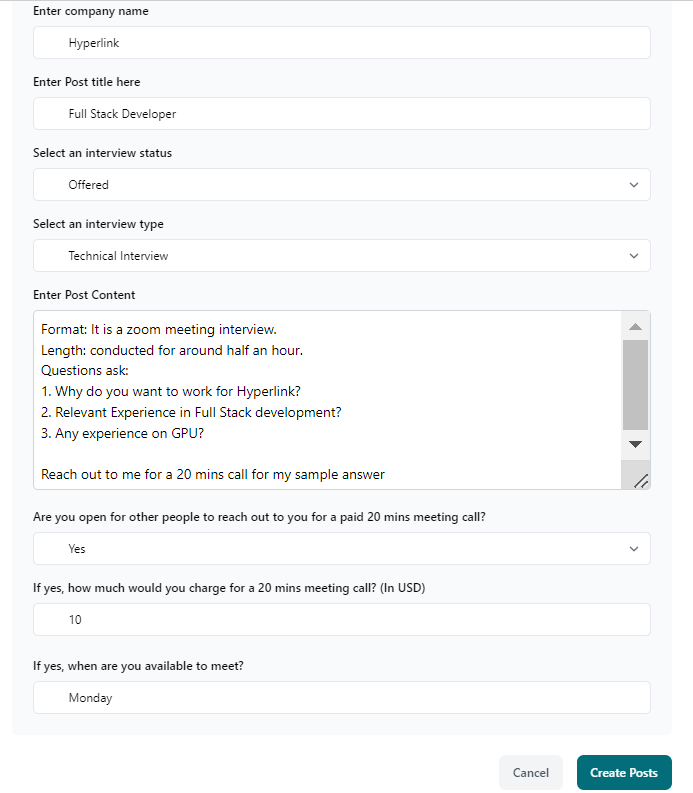 Enter company name
Hyperlink
Enter Post title here
Full Stack Developer
Select an interview status
Offered
Select an interview type
Technical Interview
Enter Post Content
Format: It is a zoom meeting interview.
Length: conducted for around half an hour.
Questions ask:
1. Why do you want to work for Hyperlink?
2. Relevant Experience in Full Stack development?
3. Any experience on GPU?
Reach out to me for a 20 mins call for my sample answer
Are you open for other people to reach out to you for a paid 20 mins meeting call?
Yes
If yes, how much would you charge for a 20 mins meeting call? (In USD)
10
If yes, when are you available to meet?
Monday
Cancel
Create Posts